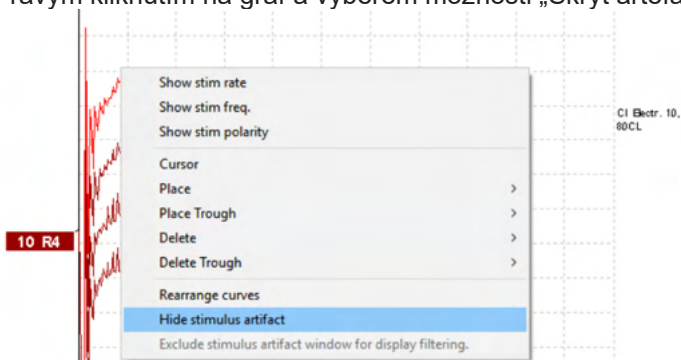 kliknutím na graf a výběrem možnosti „Skrýt
Show stim rate
Show stim freq.
Show stim polarity
CI Electr. 10,
80CL
Cursor
Place
Place Trough
Delete
10 R4
Delete Trough
Rearrange curves
Hide stimulus artifact
Exclude stimulus artifact window for display filtering.